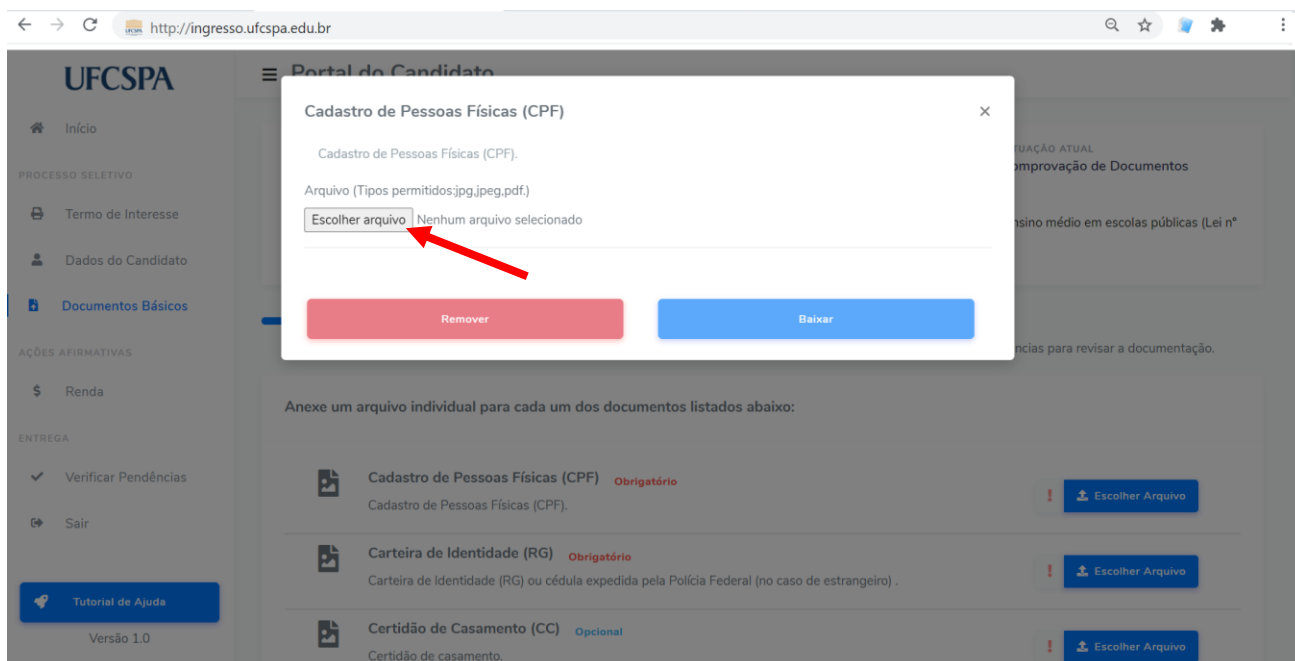 http://ingresso.ufcspa.edu.br
UFCSPA
Portal do Candidato
Início
PROCESSO SELETIVO
Termo de Interesse
Dados do Candidato
Documentos Básicos
AÇÕES AFIRMATIVAS
Renda
ENTREGA
Verificar Pendências
Sair
Tutorial de Ajuda
Versão 1.0
Cadastro de Pessoas Físicas (CPF)
×
Cadastro de Pessoas Físicas (CPF).
Arquivo (Tipos permitidos:jpg,jpeg,pdf.)
Escolher arquivo Nenhum arquivo selecionado
Remover
Baixar
TUAÇÃO ATUAL
omprovação de Documentos
nsino médio em escolas públicas (Lei nº
ncias para revisar a documentação.
Anexe um arquivo individual para cada um dos documentos listados abaixo:
Cadastro de Pessoas Físicas (CPF) Obrigatório
Cadastro de Pessoas Físicas (CPF).
! Escolher Arquivo
Carteira de Identidade (RG) Obrigatório
Carteira de Identidade (RG) ou cédula expedida pela Polícia Federal (no caso de estrangeiro) .
! Escolher Arquivo
Certidão de Casamento (CC) Opcional
Certidão de casamento.
! Escolher Arquivo